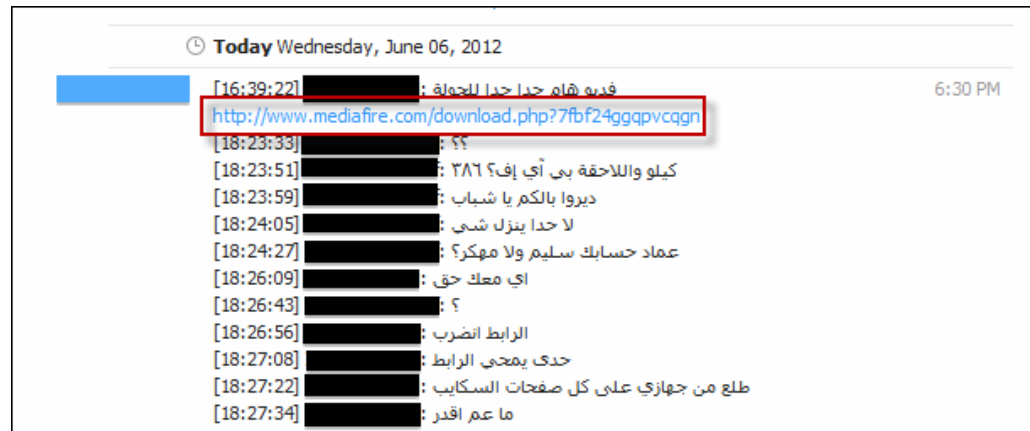 Today Wednesday, June 06, 2012
[16:39:22] : فديو هام جدا جدا للجولة 6:30 PM
http://www.mediafire.com/download.php?7fbf24ggqpvcqgn
[18:23:33] : ؟؟
[18:23:51] : ٣٨٦ كيلو واللاحقة بي آي إف؟
[18:23:59] : ديروا بالكم يا شباب
[18:24:05] : لا حدا ينزل شي
[18:24:27] : عماد حسابك سليم ولا مهكر؟
[18:26:09] : اي معك حق
[18:26:43] : ؟
[18:26:56] : الرابط انضرب
[18:27:08] : حدى يمحي الرابط
[18:27:22] : طلع من جهازي على كل صفحات السكايب
[18:27:34] : ما عم اقدر